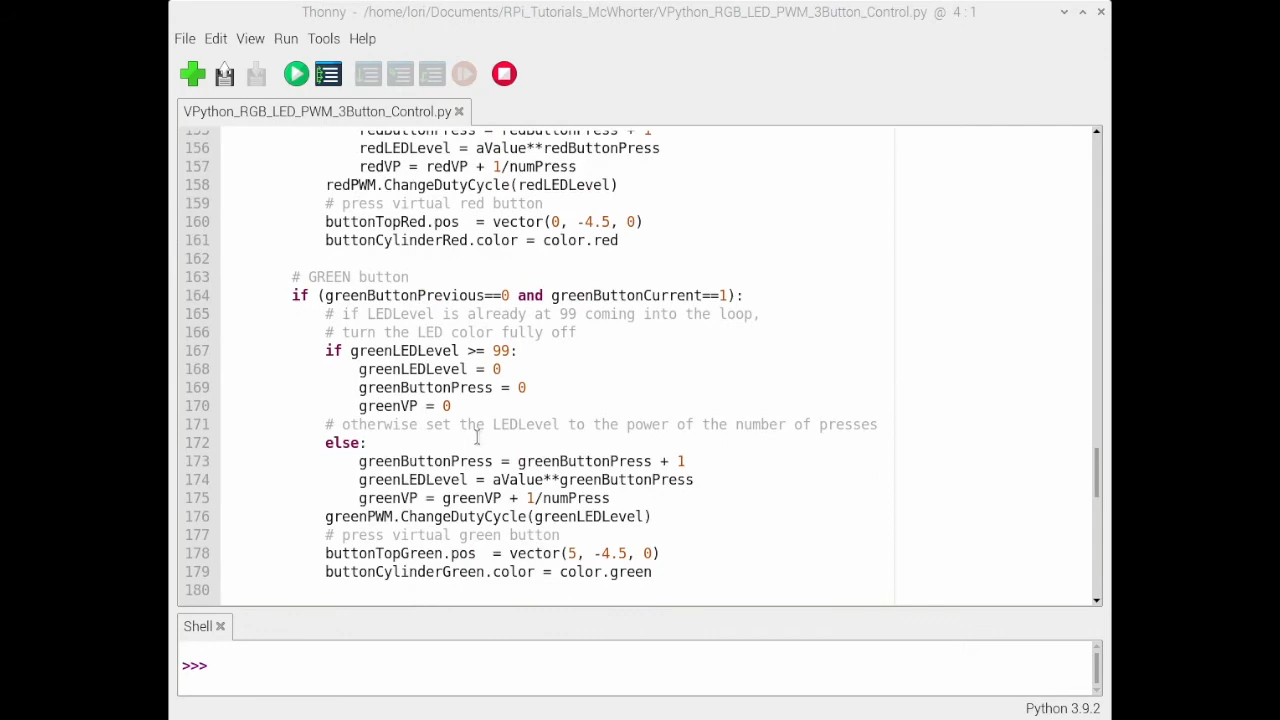 Thonny - /home/lori/Documents/RPi_Tutorials_McWhorter/VPython_RGB_LED_PWM_3Button_Control.py @ 4 : 1
File Edit View Run Tools Help
VPython_RGB_LED_PWM_3Button_Control.py
155 redButtonPress = redButtonPress + 1
156 redLEDLevel = aValue**redButtonPress
157 redVP = redVP + 1/numPress
158 redPWM.ChangeDutyCycle(redLEDLevel)
159 # press virtual red button
160 buttonTopRed.pos  = vector(0, -4.5, 0)
161 buttonCylinderRed.color = color.red
162
163 # GREEN button
164 if (greenButtonPrevious==0 and greenButtonCurrent==1):
165 # if LEDLevel is already at 99 coming into the loop,
166 # turn the LED color fully off
167 if greenLEDLevel >= 99:
168 greenLEDLevel = 0
169 greenButtonPress = 0
170 greenVP = 0
171 # otherwise set the LEDLevel to the power of the number of presses
172 else:
173 greenButtonPress = greenButtonPress + 1
174 greenLEDLevel = aValue**greenButtonPress
175 greenVP = greenVP + 1/numPress
176 greenPWM.ChangeDutyCycle(greenLEDLevel)
177 # press virtual green button
178 buttonTopGreen.pos  = vector(5, -4.5, 0)
179 buttonCylinderGreen.color = color.green
180
Shell
>>>
Python 3.9.2